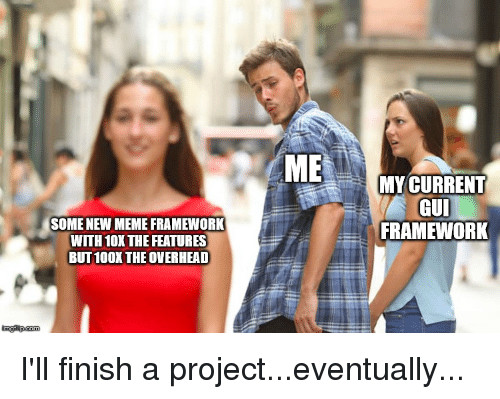 ME
MY CURRENT
GUI
FRAMEWORK
SOME NEW MEME FRAMEWORK
WITH 10X THE FEATURES
BUT 100X THE OVERHEAD
imgflip.com
I'll finish a project...eventually...